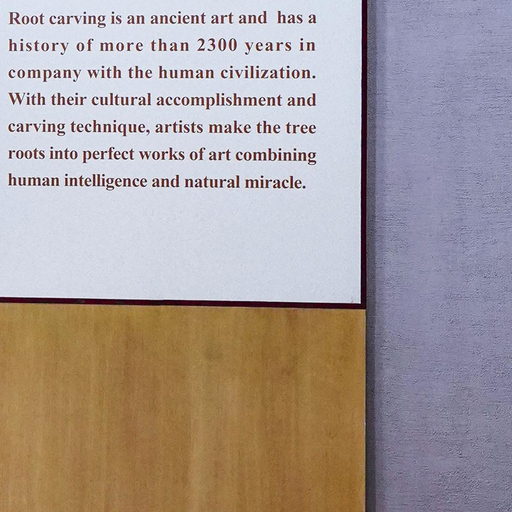 Root carving is an ancient art and has a
history of more than 2300 years in
company with the human civilization.
With their cultural accomplishment and
carving technique, artists make the tree
roots into perfect works of art combining
human intelligence and natural miracle.